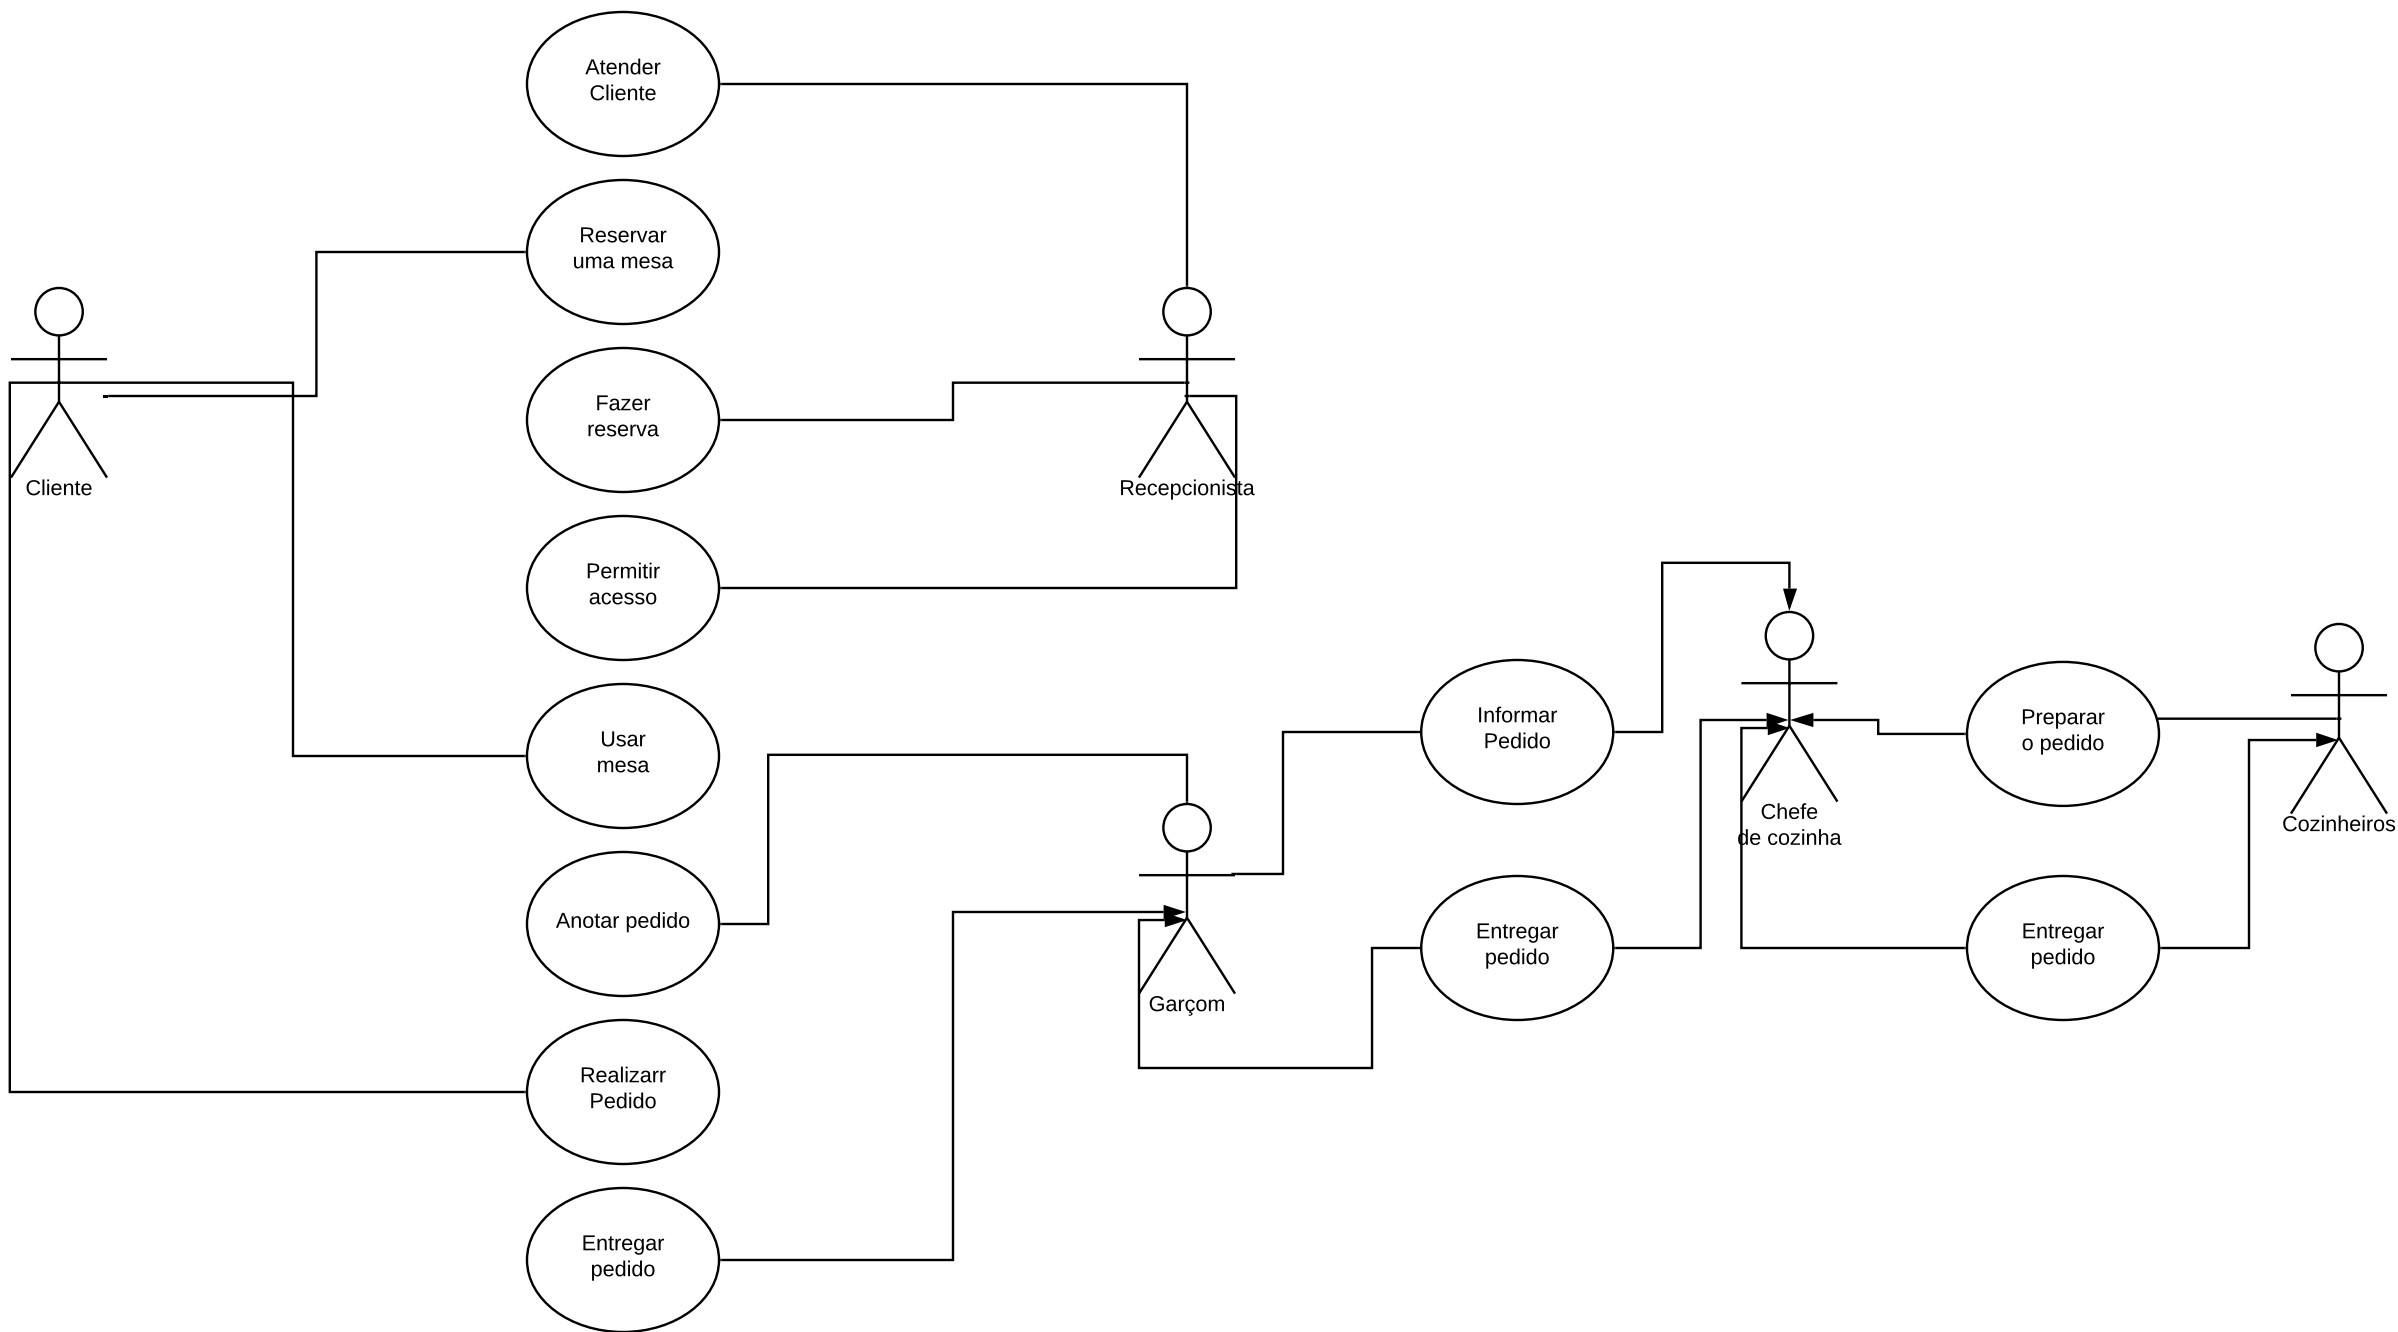 Atender
Cliente
Reservar
uma mesa
Fazer
reserva
Cliente
Recepcionista
Permitir
acesso
Usar
mesa
Informar
Pedido
Preparar
o pedido
Chefe
de cozinha
Cozinheiros
Anotar pedido
Entregar
pedido
Entregar
pedido
Garçom
Realizarr
Pedido
Entregar
pedido